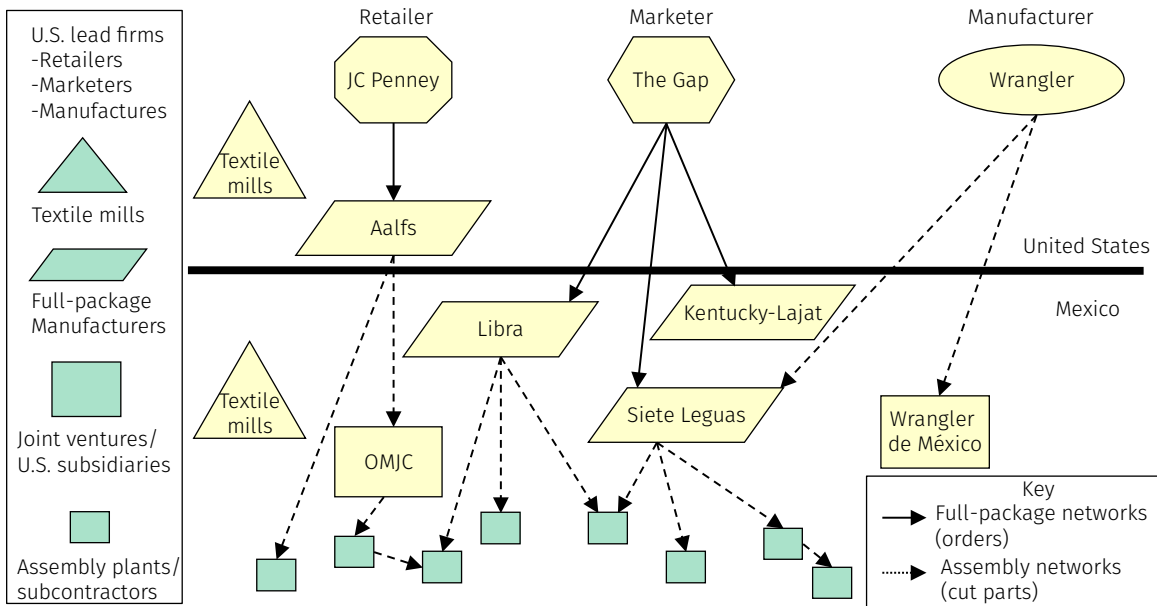 U.S. lead firms
-Retailers
-Marketers
-Manufactures
Textile mills
Full-package
Manufacturers
Joint ventures/
U.S. subsidiaries
Assembly plants/
subcontractors
Retailer
Marketer
Manufacturer
JC Penney
The Gap
Wrangler
Textile
mills
Aalfs
United States
Mexico
Libra
Kentucky-Lajat
Textile
mills
Siete Leguas
Wrangler
de México
OMJC
Key
Full-package networks
(orders)
Assembly networks
(cut parts)